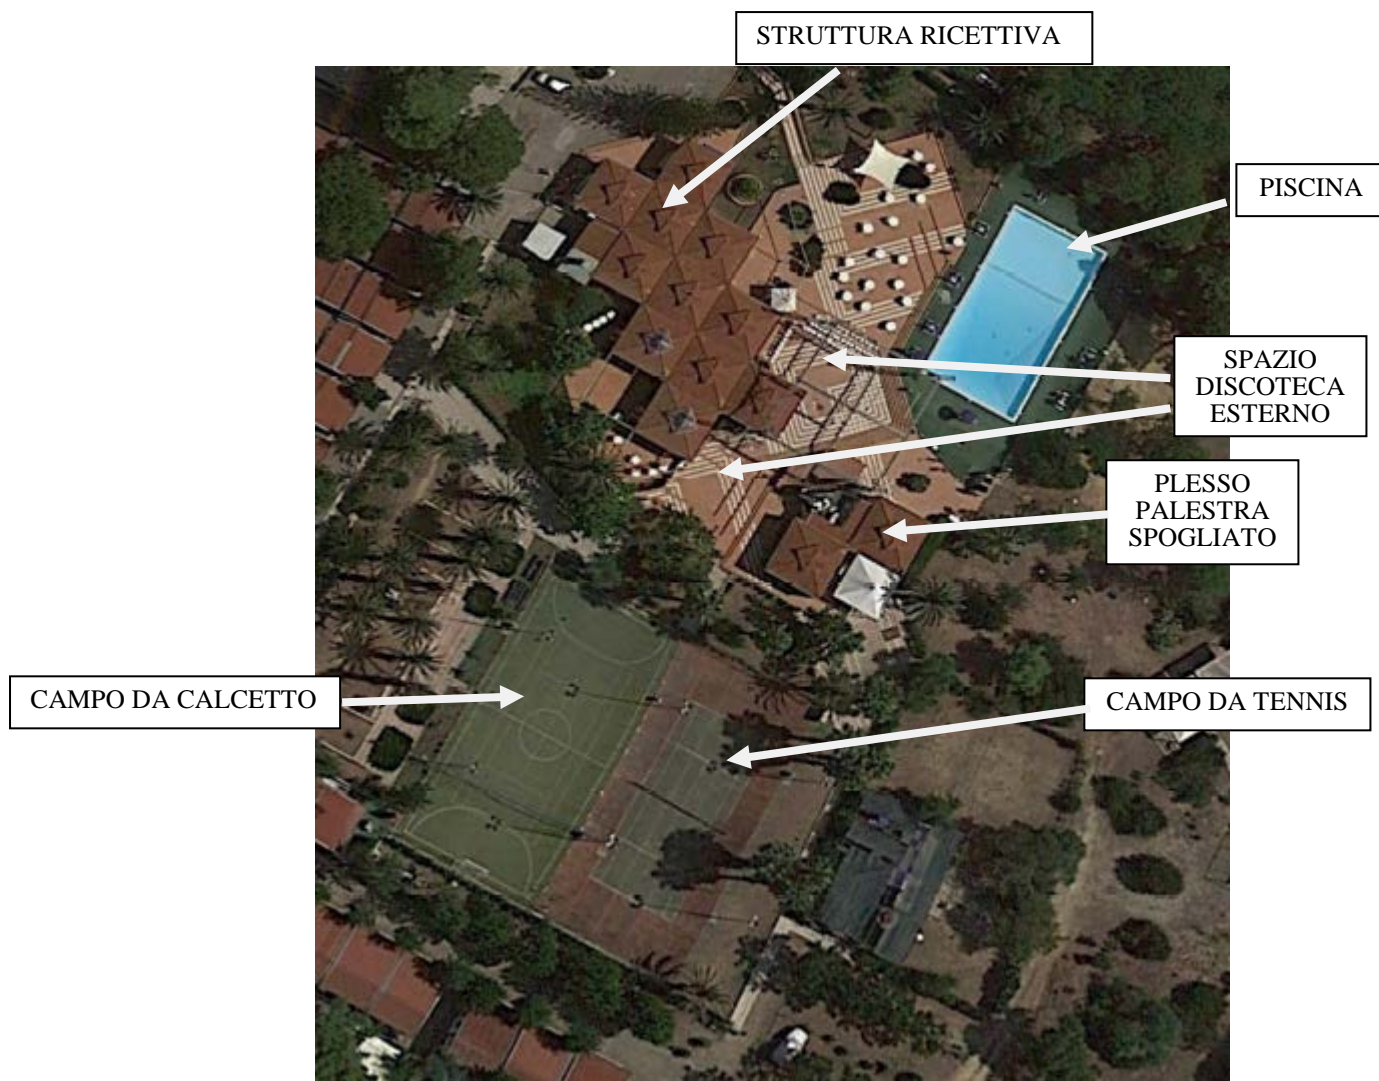 STRUTTURA RICETTIVA
PISCINA
SPAZIO
DISCOTECA
ESTERNO
PLESSO
PALESTRA
SPOGLIATO
CAMPO DA CALCETTO
CAMPO DA TENNIS